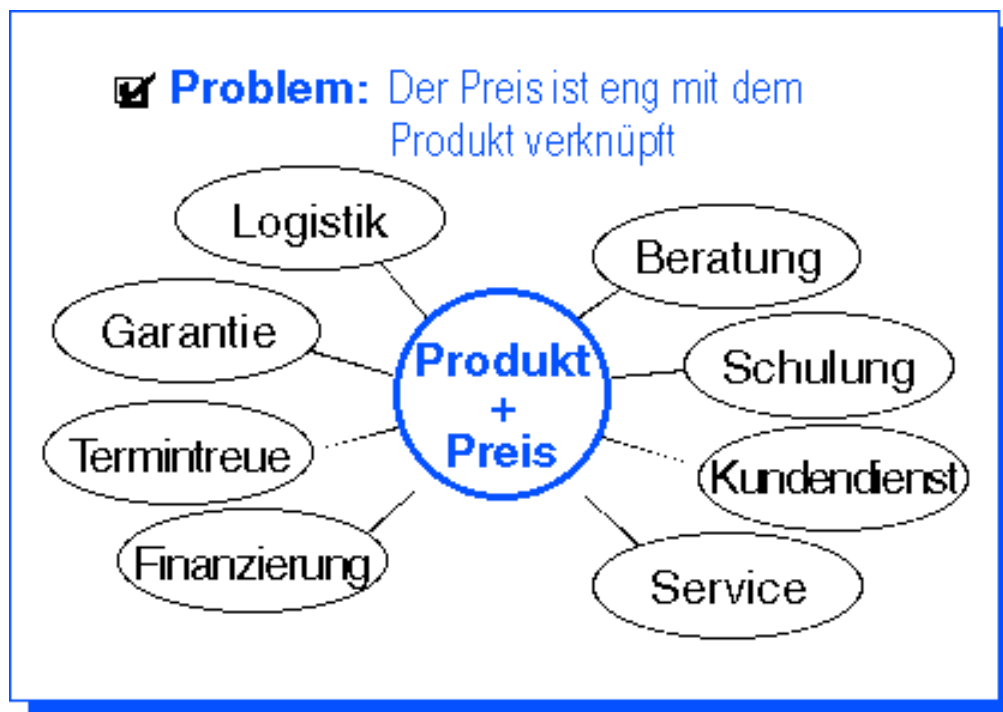 Problem: Der Preis ist eng mit dem
Produkt verknüpft
Logistik
Beratung
Garantie
Schulung
Produkt
+
Preis
Termintreue
Kundendienst
Finanzierung
Service